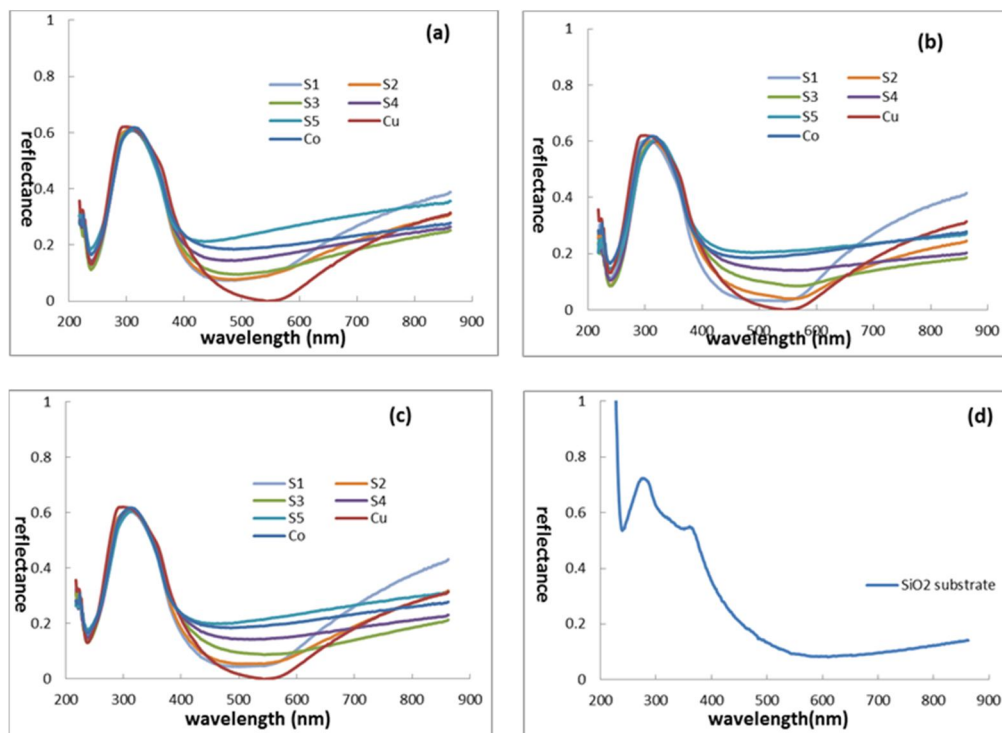 (a)
1
0.8
0.6
0.4
0.2
0
reflectance
S1 S2
S3 S4
S5 Cu
Co
200 300 400 500 600 700 800 900
wavelength (nm)
(b)
1
0.8
0.6
0.4
0.2
0
reflectance
S1 S2
S3 S4
S5 Cu
Co
200 300 400 500 600 700 800 900
wavelength (nm)
(c)
1
0.8
0.6
0.4
0.2
0
reflectance
S1 S2
S3 S4
S5 Cu
Co
200 300 400 500 600 700 800 900
wavelength (nm)
(d)
1
0.8
0.6
0.4
0.2
0
reflectance
SiO2 substrate
200 300 400 500 600 700 800 900
wavelength(nm)